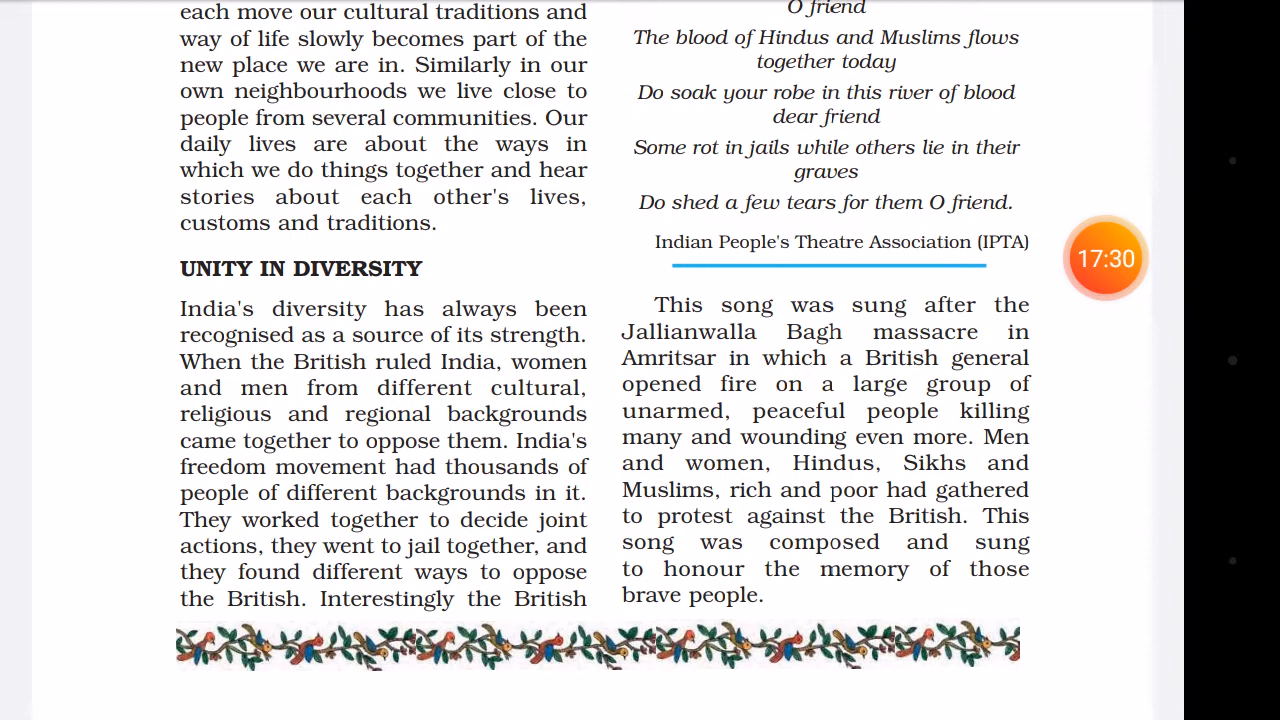 each move our cultural traditions and
way of life slowly becomes part of the
new place we are in. Similarly in our
own neighbourhoods we live close to
people from several communities. Our
daily lives are about the ways in
which we do things together and hear
stories about each other's lives,
customs and traditions.
UNITY IN DIVERSITY
India's diversity has always been
recognised as a source of its strength.
When the British ruled India, women
and men from different cultural,
religious and regional backgrounds
came together to oppose them. India's
freedom movement had thousands of
people of different backgrounds in it.
They worked together to decide joint
actions, they went to jail together, and
they found different ways to oppose
the British. Interestingly the British
O friend
The blood of Hindus and Muslims flows
together today
Do soak your robe in this river of blood
dear friend
Some rot in jails while others lie in their
graves
Do shed a few tears for them O friend.
Indian People's Theatre Association (IPTA)
This song was sung after the
Jallianwalla Bagh massacre in
Amritsar in which a British general
opened fire on a large group of
unarmed, peaceful people killing
many and wounding even more. Men
and women, Hindus, Sikhs and
Muslims, rich and poor had gathered
to protest against the British. This
song was composed and sung
to honour the memory of those
brave people.
17:30